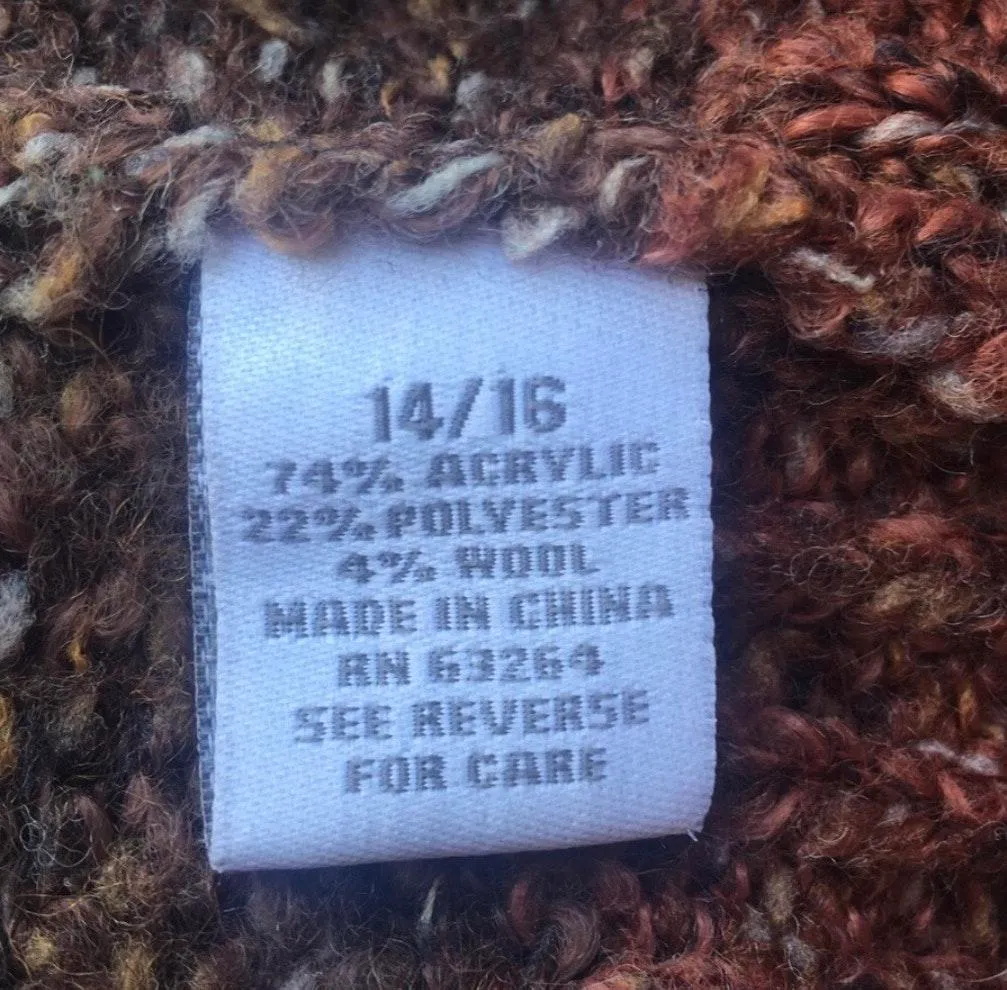 14/16
74% ACRYLIC
22% POLYESTER
4% WOOL
MADE IN CHINA
RN 63264
SEE REVERSE
FOR CARE